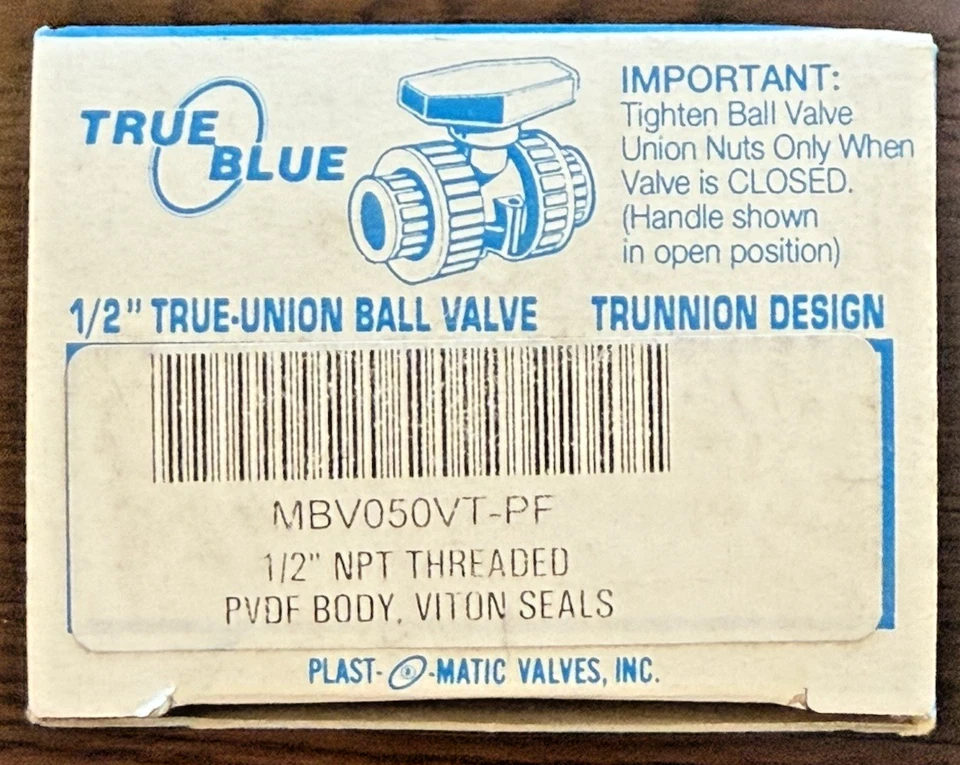 TRUE
BLUE
IMPORTANT:
Tighten Ball Valve
Union Nuts Only When
Valve is CLOSED.
(Handle shown
in open position)
1/2" TRUE-UNION BALL VALVE TRUNNION DESIGN
MBV050VT-PF
1/2" NPT THREADED
PVDF BODY, VITON SEALS
PLAST-O-MATIC VALVES, INC.